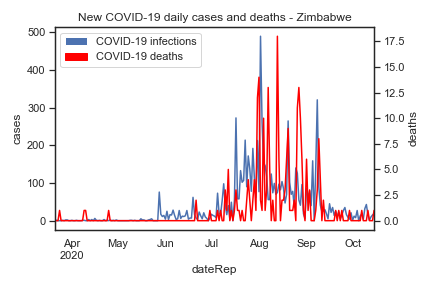 New COVID-19 daily cases and deaths - Zimbabwe
COVID-19 infections
COVID-19 deaths
500
400
300
200
100
0
cases
17.5
15.0
12.5
10.0
7.5
5.0
2.5
0.0
deaths
Apr May Jun Jul Aug Sep Oct
2020
dateRep